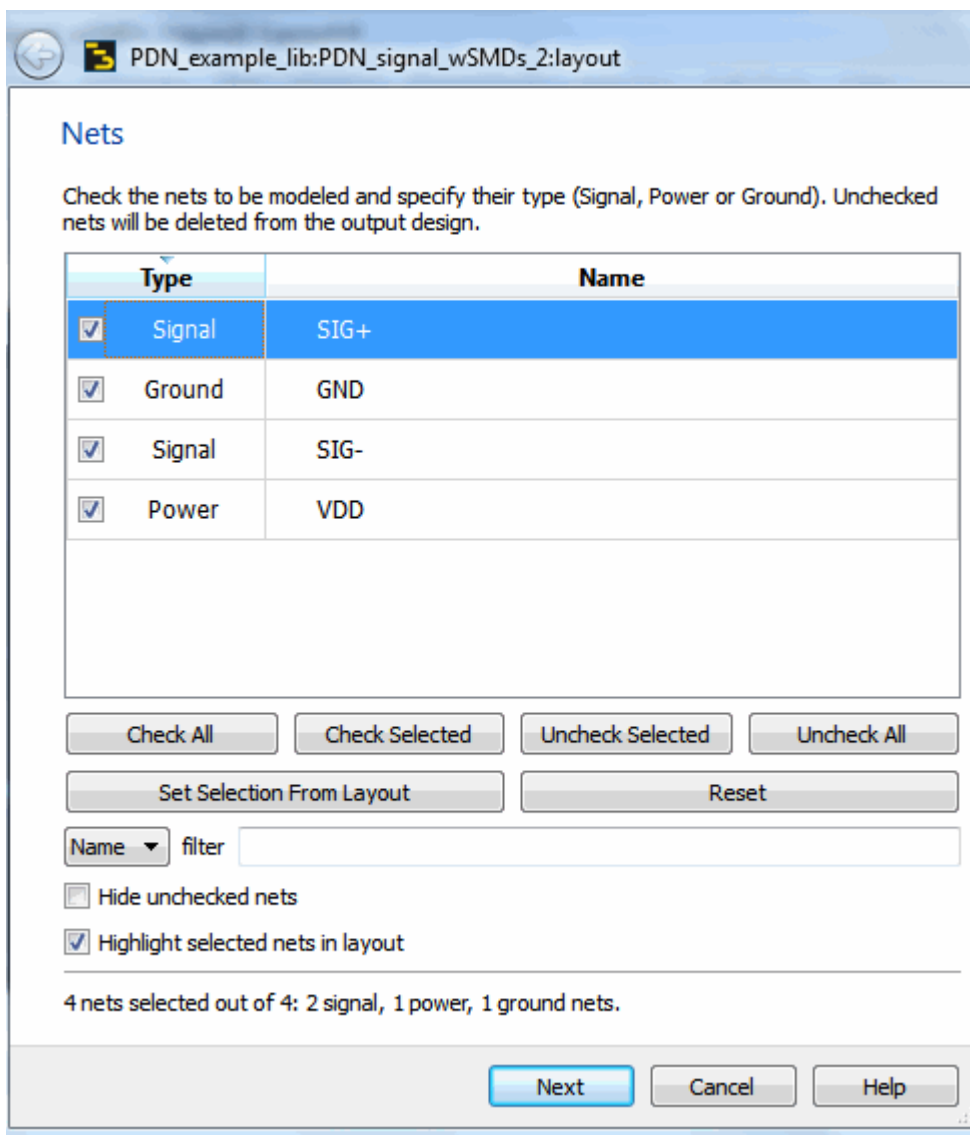 PDN_example_lib:PDN_signal_wSMDs_2:layout
Nets
Check the nets to be modeled and specify their type (Signal, Power or Ground). Unchecked
nets will be deleted from the output design.
Type Name
Signal SIG+
Ground GND
Signal SIG-
Power VDD
Check All Check Selected Uncheck Selected Uncheck All
Set Selection From Layout Reset
Name filter
Hide unchecked nets
Highlight selected nets in layout
4 nets selected out of 4: 2 signal, 1 power, 1 ground nets.
Next Cancel Help